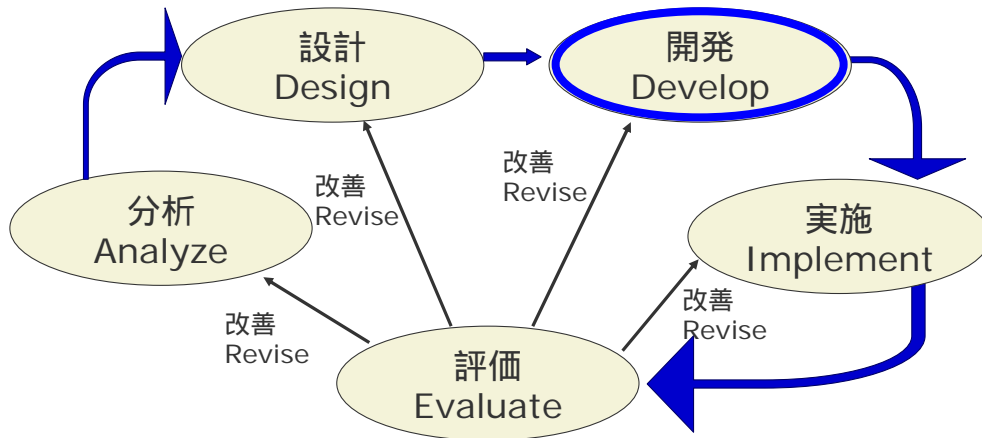 設計
Design
開発
Develop
分析
Analyze
改善
Revise
改善
Revise
実施
Implement
改善
Revise
改善
Revise
評価
Evaluate